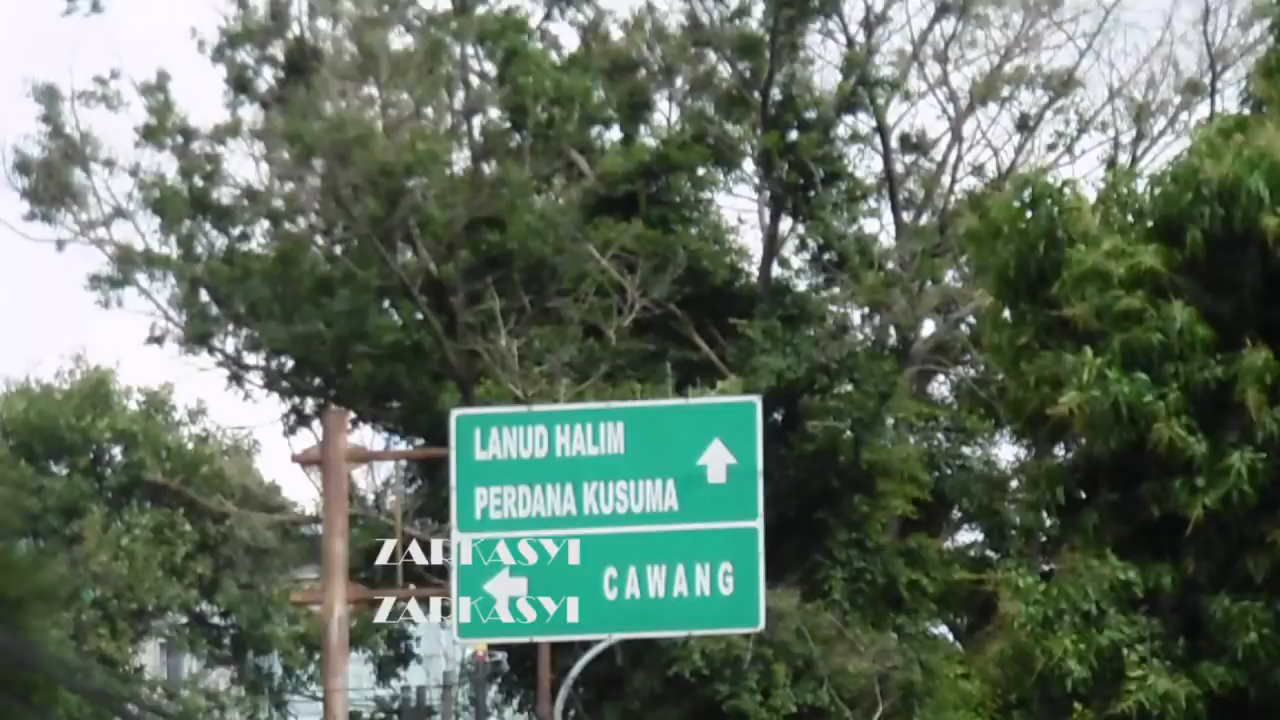 LANUD HALIM
PERDANA KUSUMA
ZARKASYI
CAWANG
ZARKASYI